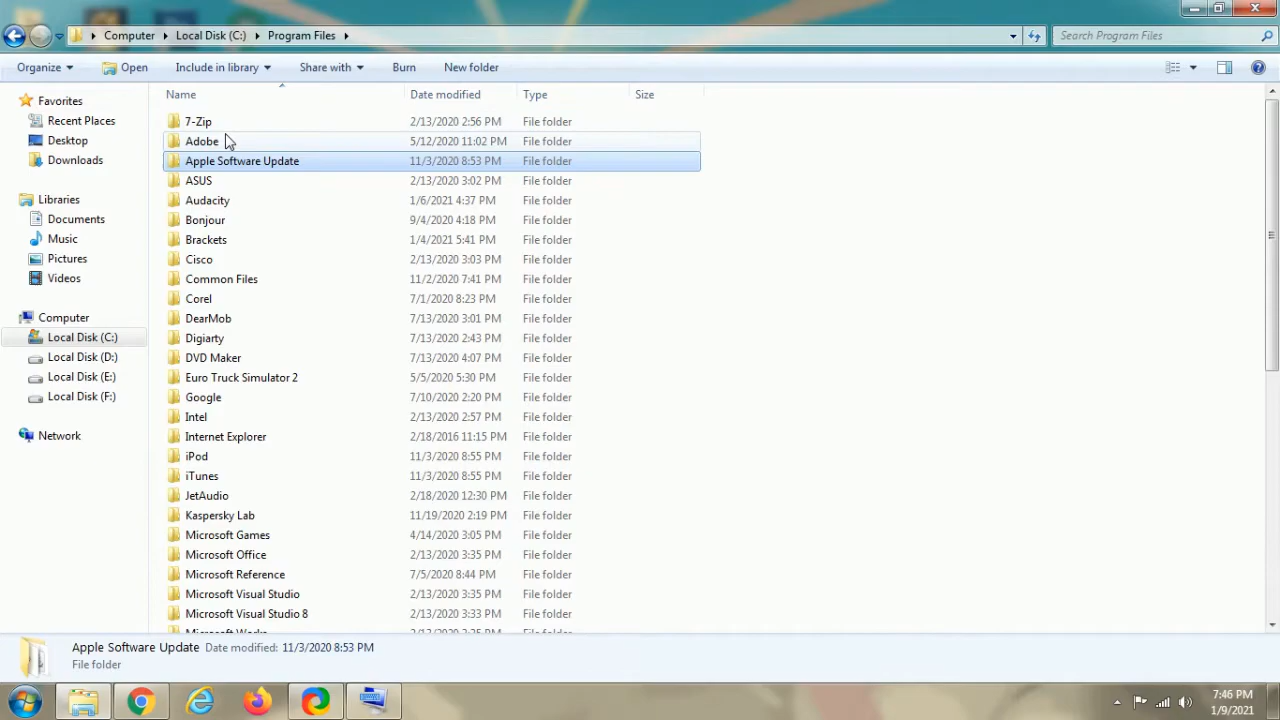 Computer Local Disk (C:) Program Files Search Program Files
Organize Open Include in library Share with Burn New folder
Favorites
Recent Places
Desktop
Downloads
Libraries
Documents
Music
Pictures
Videos
Computer
Local Disk (C:)
Local Disk (D:)
Local Disk (E:)
Local Disk (F:)
Network
Name Date modified Type Size
7-Zip 2/13/2020 2:56 PM File folder
Adobe 5/12/2020 11:02 PM File folder
Apple Software Update 11/3/2020 8:53 PM File folder
ASUS 2/13/2020 3:02 PM File folder
Audacity 1/6/2021 4:37 PM File folder
Bonjour 9/4/2020 4:18 PM File folder
Brackets 1/4/2021 5:41 PM File folder
Cisco 2/13/2020 3:03 PM File folder
Common Files 11/2/2020 7:41 PM File folder
Corel 7/1/2020 8:23 PM File folder
DearMob 7/13/2020 3:01 PM File folder
Digiarty 7/13/2020 2:43 PM File folder
DVD Maker 7/13/2020 4:07 PM File folder
Euro Truck Simulator 2 5/5/2020 5:30 PM File folder
Google 7/10/2020 2:20 PM File folder
Intel 2/13/2020 2:57 PM File folder
Internet Explorer 2/18/2016 11:15 PM File folder
iPod 11/3/2020 8:55 PM File folder
iTunes 11/3/2020 8:55 PM File folder
JetAudio 2/18/2020 12:30 PM File folder
Kaspersky Lab 11/19/2020 2:19 PM File folder
Microsoft Games 4/14/2020 3:05 PM File folder
Microsoft Office 2/13/2020 3:35 PM File folder
Microsoft Reference 7/5/2020 8:44 PM File folder
Microsoft Visual Studio 2/13/2020 3:35 PM File folder
Microsoft Visual Studio 8 2/13/2020 3:33 PM File folder
Microsoft Works 2/13/2020 3:35 PM File folder
Apple Software Update Date modified: 11/3/2020 8:53 PM
File folder
7:46 PM
1/9/2021